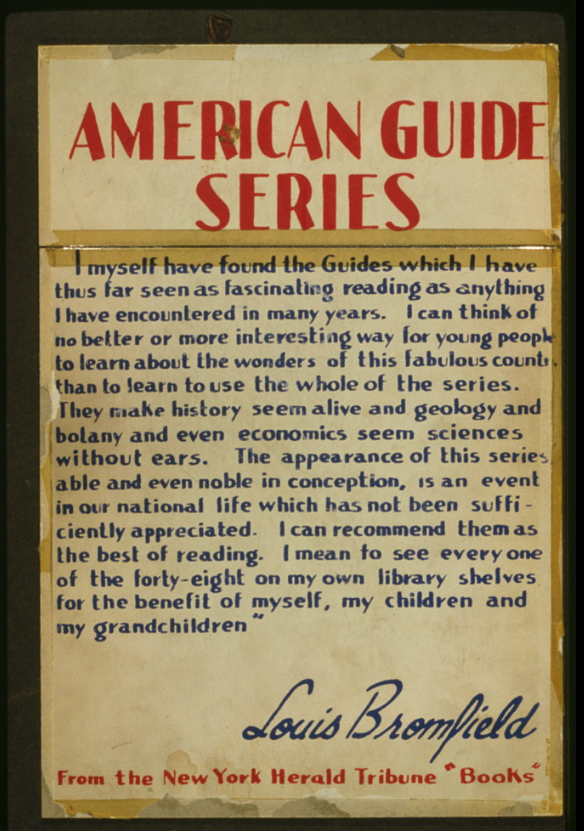 AMERICAN GUIDE
SERIES
I myself have found the Guides which I have
thus far seen as fascinating reading as anything
I have encountered in many years. I can think of
no better or more interesting way for young people
to learn about the wonders of this fabulous countr
than to learn to use the whole of the series.
They make history seem alive and geology and
botany and even economics seem sciences
without ears. The appearance of this series,
able and even noble in conception, is an event
in our national life which has not been suffi-
ciently appreciated. I can recommend them as
the best of reading. I mean to see every one
of the forty-eight on my own library shelves
for the benefit of myself, my children and
my grandchildren"
Louis Bromfield
From the New York Herald Tribune "Books"